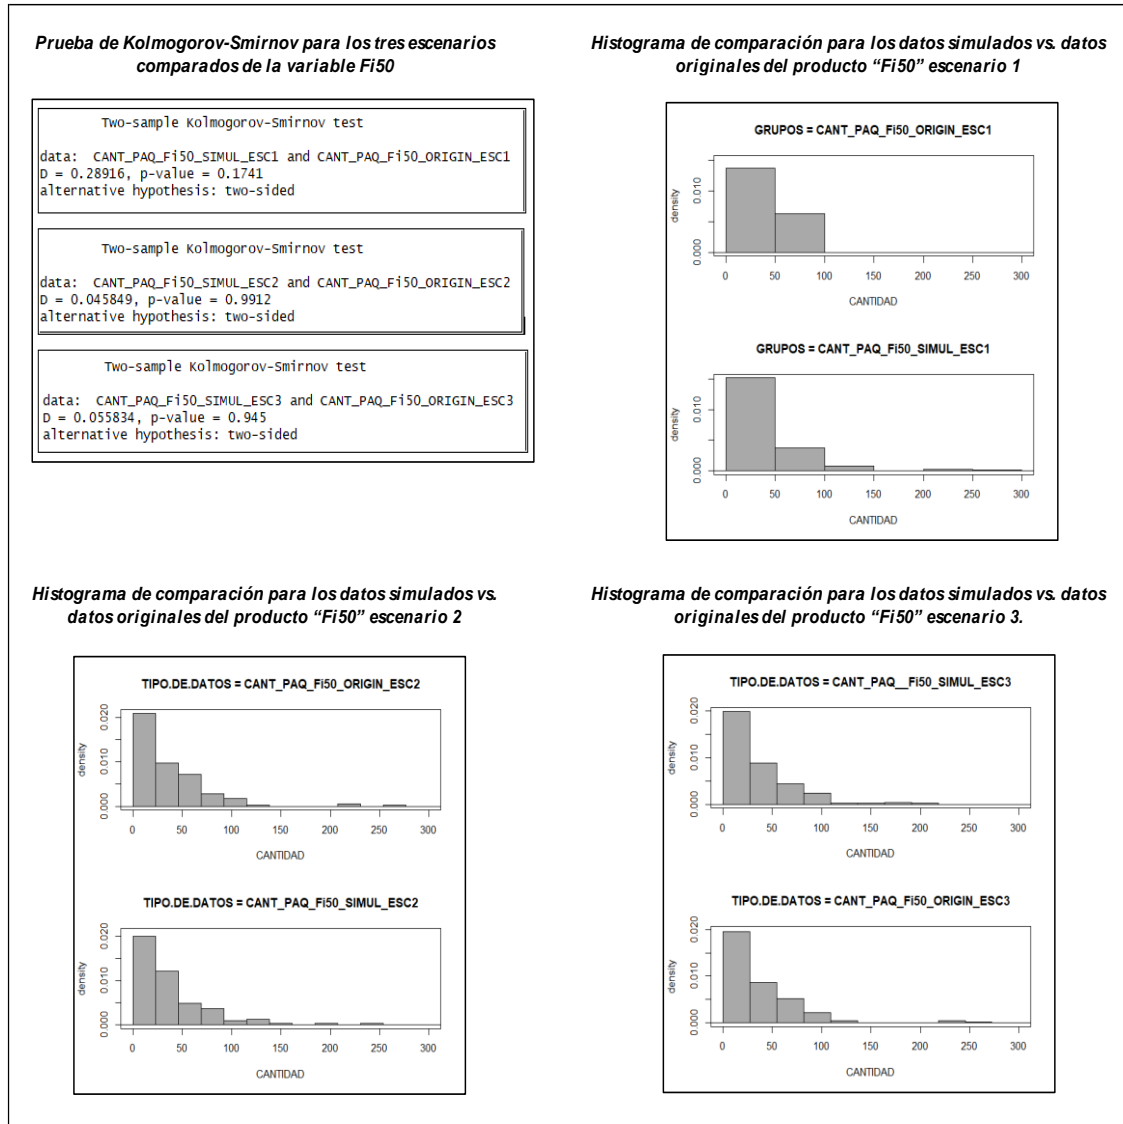 Prueba de Kolmogorov-Smirnov para los tres escenarios
comparados de la variable Fi50
Two-sample Kolmogorov-Smirnov test
data: CANT_PAQ_Fi50_SIMUL_ESC1 and CANT_PAQ_Fi50_ORIGIN_ESC1
D = 0.28916, p-value = 0.1741
alternative hypothesis: two-sided
Two-sample Kolmogorov-Smirnov test
data: CANT_PAQ_Fi50_SIMUL_ESC2 and CANT_PAQ_Fi50_ORIGIN_ESC2
D = 0.045849, p-value = 0.9912
alternative hypothesis: two-sided
Two-sample Kolmogorov-Smirnov test
data: CANT_PAQ_Fi50_SIMUL_ESC3 and CANT_PAQ_Fi50_ORIGIN_ESC3
D = 0.055834, p-value = 0.945
alternative hypothesis: two-sided
Histograma de comparación para los datos simulados vs. datos
originales del producto “Fi50” escenario 1
GRUPOS = CANT_PAQ_Fi50_ORIGIN_ESC1
density
0.010
0.000
0 50 100 150 200 250 300
CANTIDAD
GRUPOS = CANT_PAQ_Fi50_SIMUL_ESC1
density
0.010
0.000
0 50 100 150 200 250 300
CANTIDAD
Histograma de comparación para los datos simulados vs.
datos originales del producto “Fi50” escenario 2
TIPO.DE.DATOS = CANT_PAQ_Fi50_ORIGIN_ESC2
density
0.020
0.010
0.000
0 50 100 150 200 250 300
CANTIDAD
TIPO.DE.DATOS = CANT_PAQ_Fi50_SIMUL_ESC2
density
0.020
0.010
0.000
0 50 100 150 200 250 300
CANTIDAD
Histograma de comparación para los datos simulados vs. datos
originales del producto “Fi50” escenario 3.
TIPO.DE.DATOS = CANT_PAQ__Fi50_SIMUL_ESC3
density
0.020
0.010
0.000
0 50 100 150 200 250 300
CANTIDAD
TIPO.DE.DATOS = CANT_PAQ_Fi50_ORIGIN_ESC3
density
0.020
0.010
0.000
0 50 100 150 200 250 300
CANTIDAD